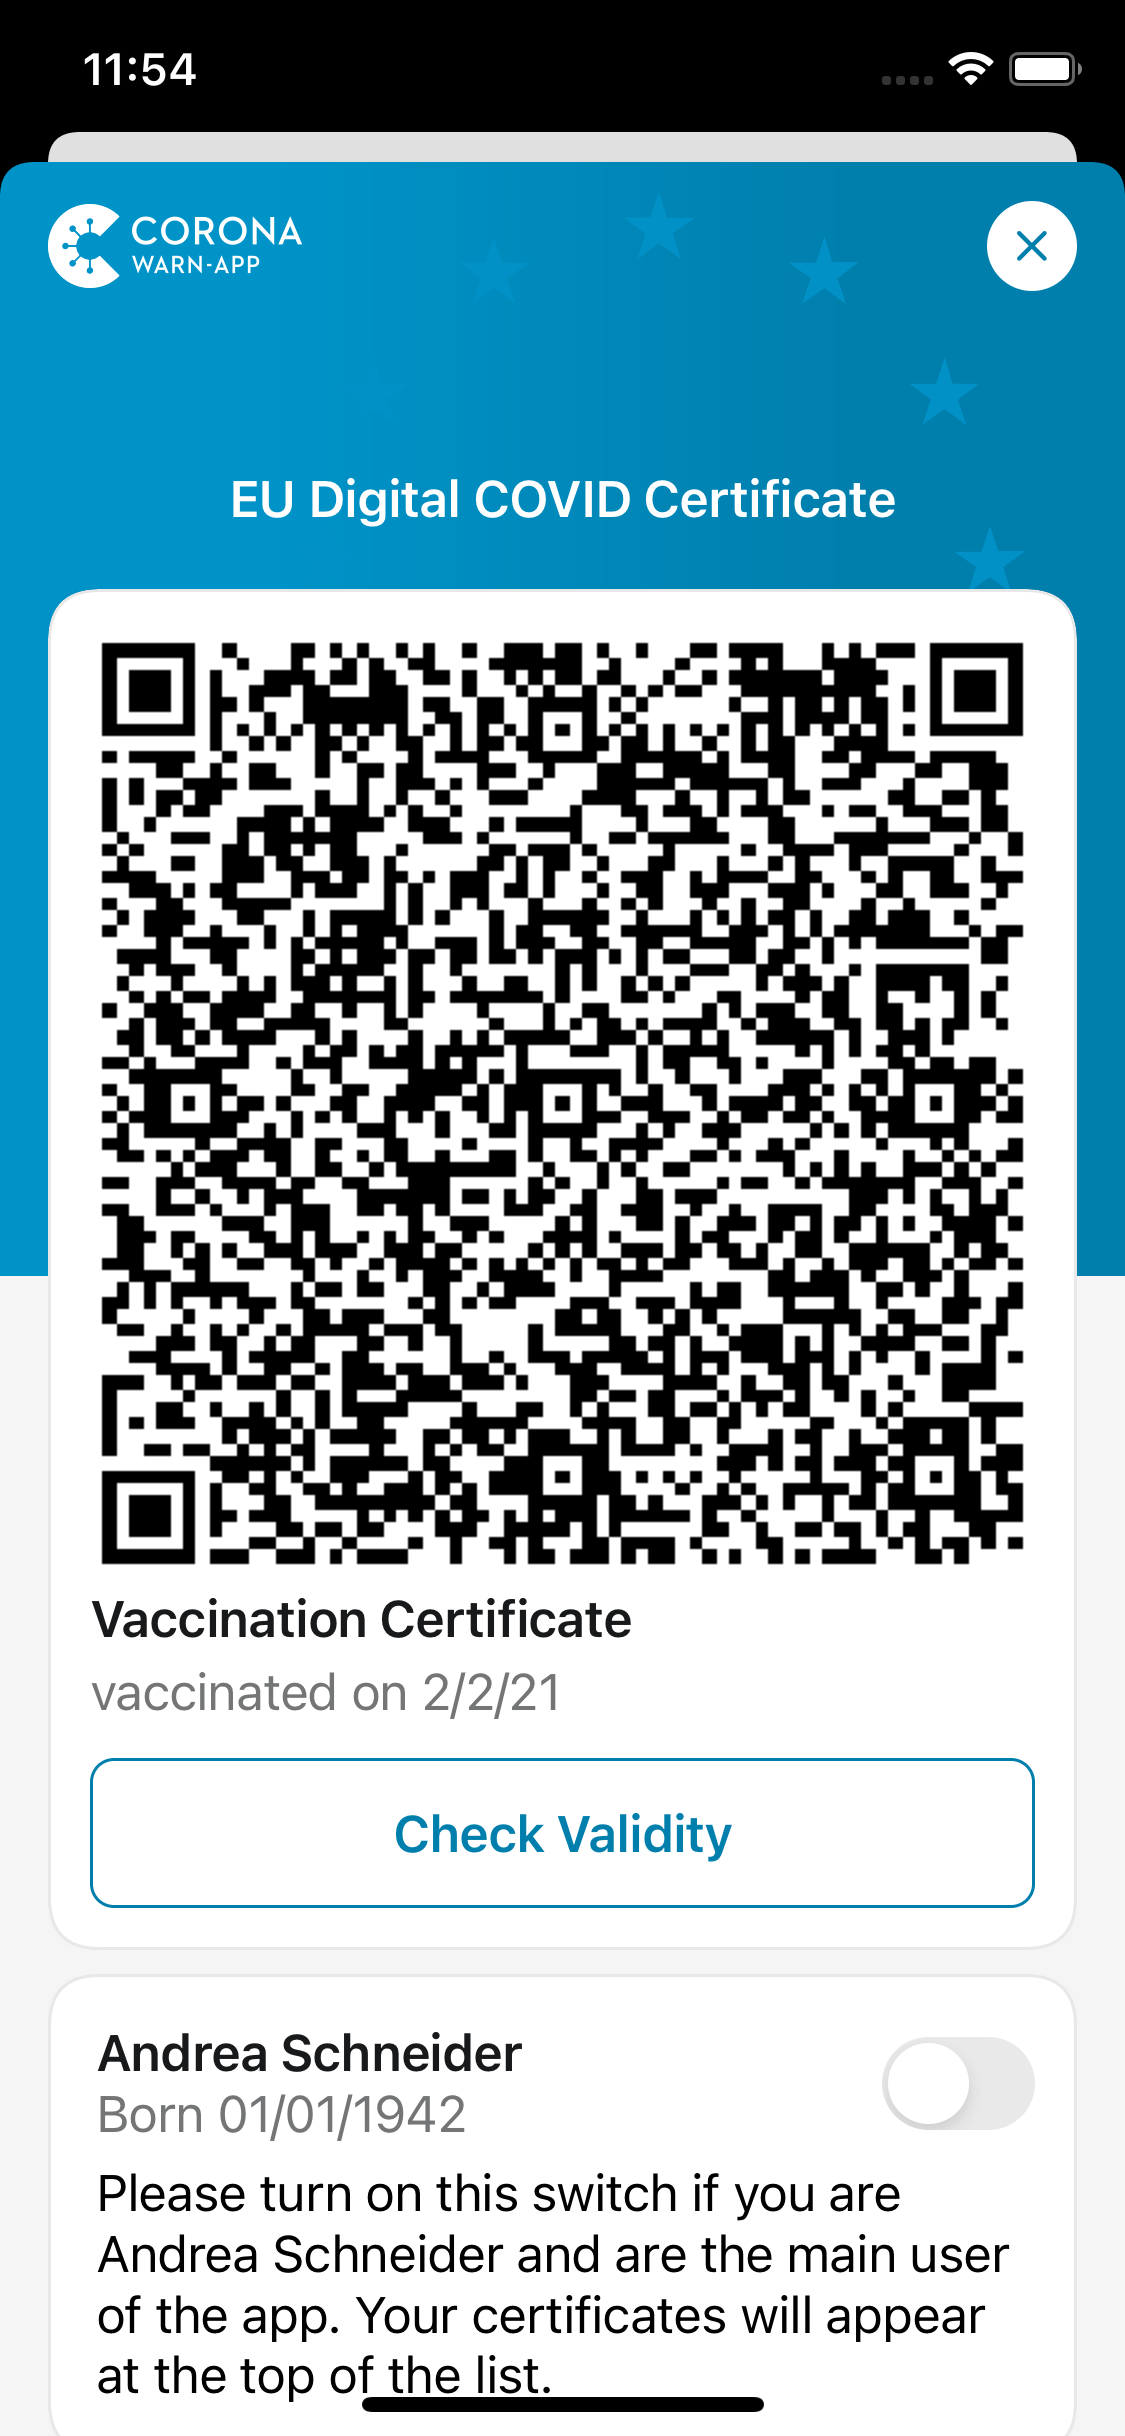 11:54
CORONA
WARN-APP
EU Digital COVID Certificate
Vaccination Certificate
vaccinated on 2/2/21
Check Validity
Andrea Schneider
Born 01/01/1942
Please turn on this switch if you are
Andrea Schneider and are the main user
of the app. Your certificates will appear
at the top of the list.